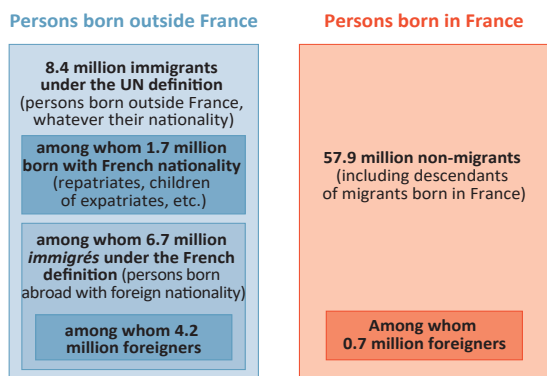 Persons born outside France
8.4 million immigrants
under the UN definition
(persons born outside France,
whatever their nationality)
among whom 1.7 million
born with French nationality
(repatriates, children
of expatriates, etc.)
among whom 6.7 million
immigrés under the French
definition (persons born
abroad with foreign nationality)
among whom 4.2
million foreigners
Persons born in France
57.9 million non-migrants
(including descendants
of migrants born in France)
Among whom
0.7 million foreigners